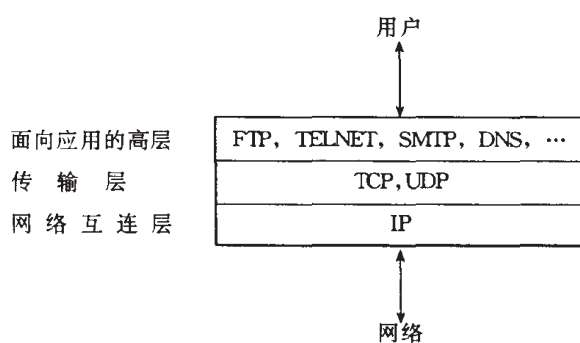 用户
面向应用的高层 FTP, TELNET, SMTP, DNS, …
传输层 TCP,UDP
网络互连层 IP
网络